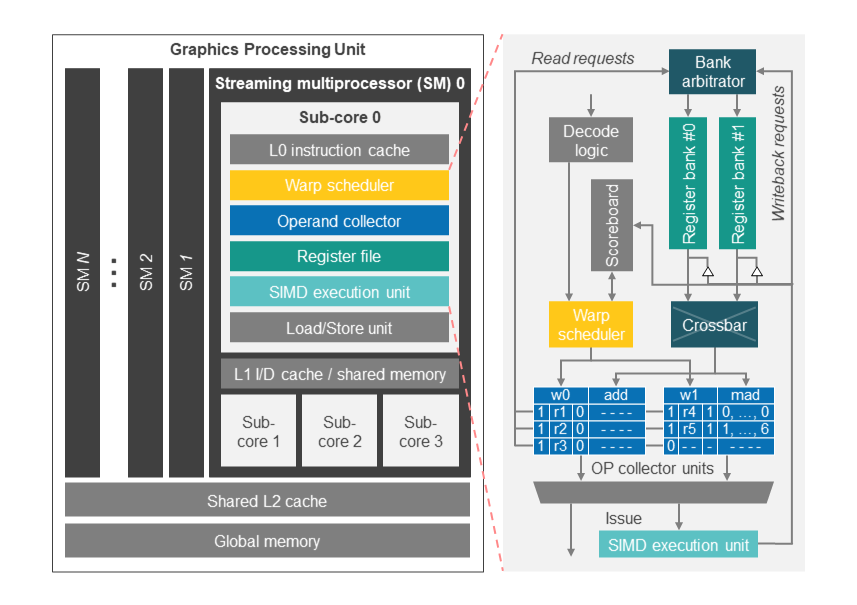 Graphics Processing Unit
SM N
...
SM 2
SM 1
Streaming multiprocessor (SM) 0
Sub-core 0
L0 instruction cache
Warp scheduler
Operand collector
Register file
SIMD execution unit
Load/Store unit
L1 I/D cache / shared memory
Sub-
core 1
Sub-
core 2
Sub-
core 3
Shared L2 cache
Global memory
Read requests
Bank
arbitrator
Writeback requests
Decode
logic
Register bank #0
Register bank #1
Scoreboard
Warp
scheduler
Crossbar
w0 add w1 mad
1 r1 0 - - - - 1 r4 1 0, ..., 0
1 r2 0 - - - - 1 r5 1 1, ..., 6
1 r3 0 - - - - 0 - - - - - - -
OP collector units
Issue
SIMD execution unit